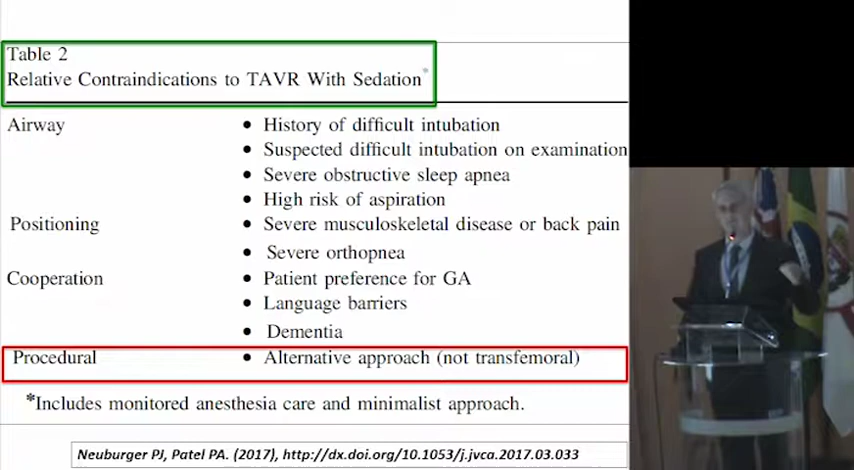 Table 2
Relative Contraindications to TAVR With Sedation*
Airway • History of difficult intubation
• Suspected difficult intubation on examination
• Severe obstructive sleep apnea
• High risk of aspiration
Positioning • Severe musculoskeletal disease or back pain
• Severe orthopnea
Cooperation • Patient preference for GA
• Language barriers
• Dementia
Procedural • Alternative approach (not transfemoral)
*Includes monitored anesthesia care and minimalist approach.
Neuburger PJ, Patel PA. (2017), http://dx.doi.org/10.1053/j.jvca.2017.03.033